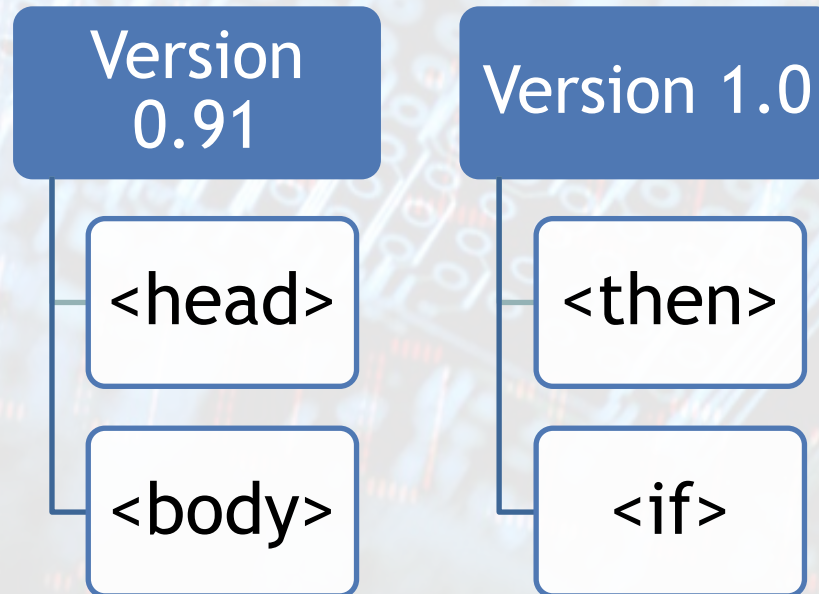 Version
0.91
<head>
<body>
Version 1.0
<then>
<if>